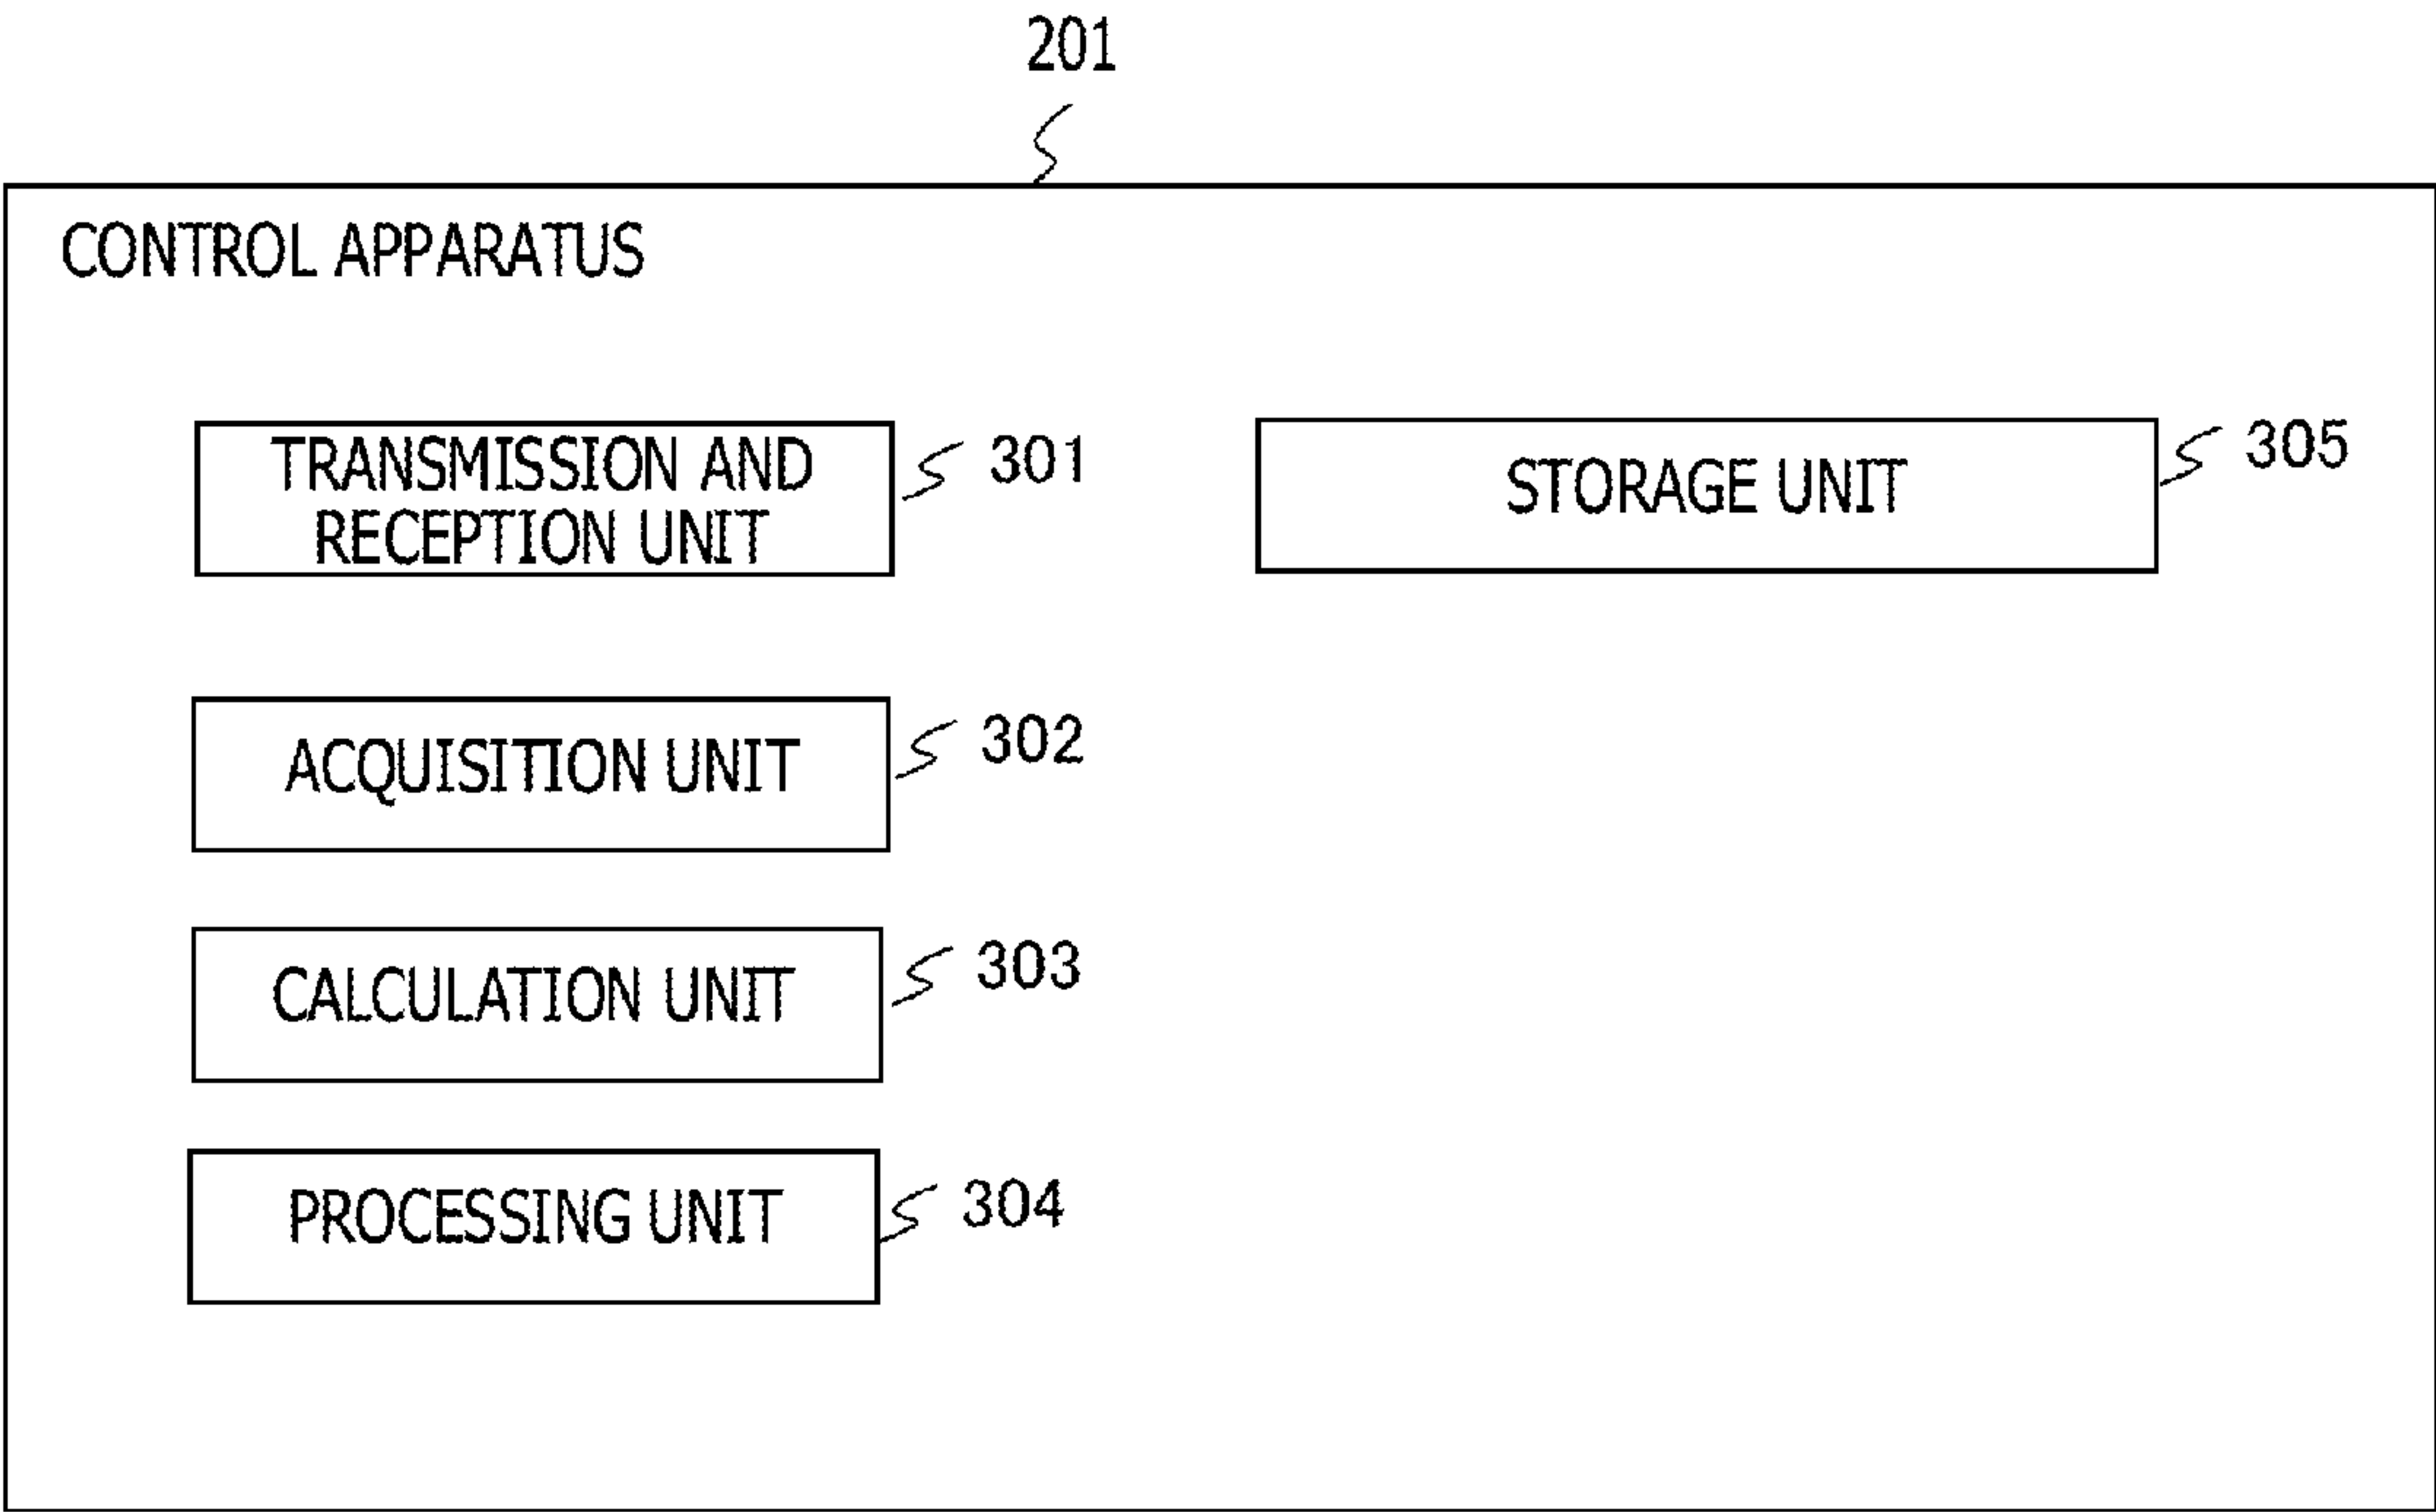 201
CONTROL APPARATUS
TRANSMISSION AND
RECEPTION UNIT
301
STORAGE UNIT
305
ACQUISITION UNIT
302
CALCULATION UNIT
303
PROCESSING UNIT
304